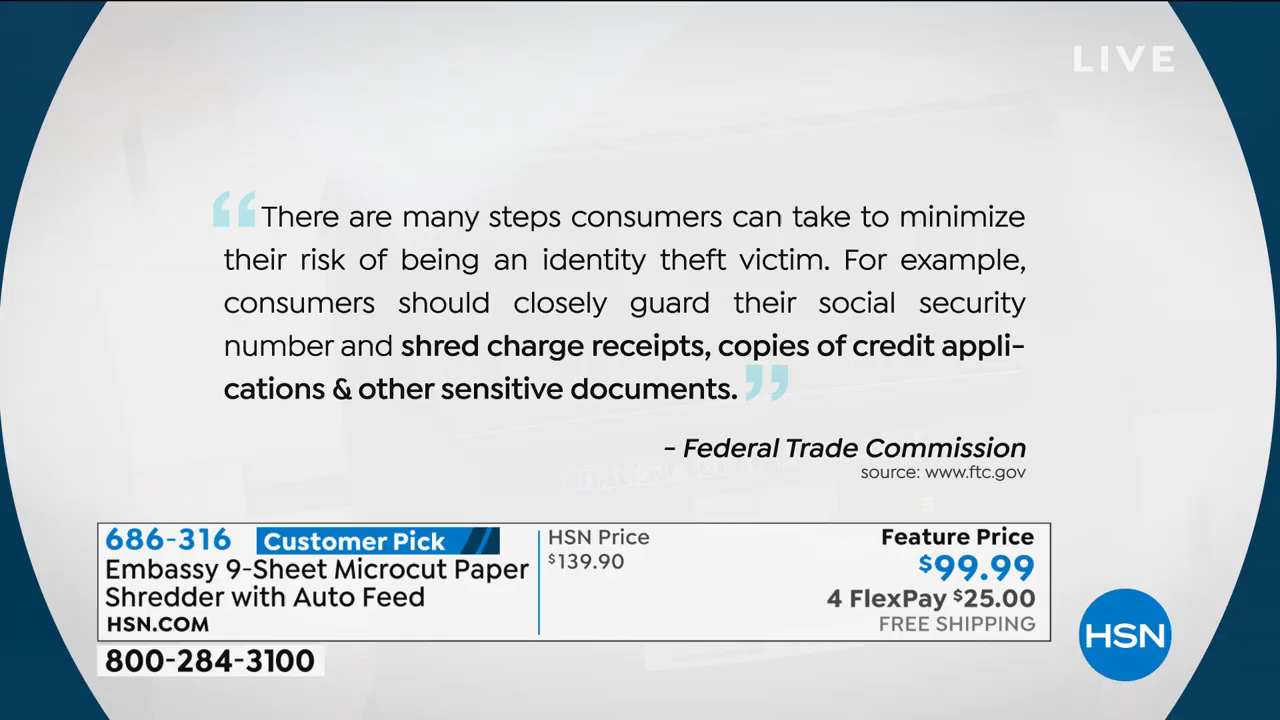 LIVE
“There are many steps consumers can take to minimize
their risk of being an identity theft victim. For example,
consumers should closely guard their social security
number and shred charge receipts, copies of credit appli-
cations & other sensitive documents.”
- Federal Trade Commission
source: www.ftc.gov
686-316 Customer Pick
Embassy 9-Sheet Microcut Paper
Shredder with Auto Feed
HSN.COM
HSN Price
$139.90
Feature Price
$99.99
4 FlexPay $25.00
FREE SHIPPING
HSN
800-284-3100